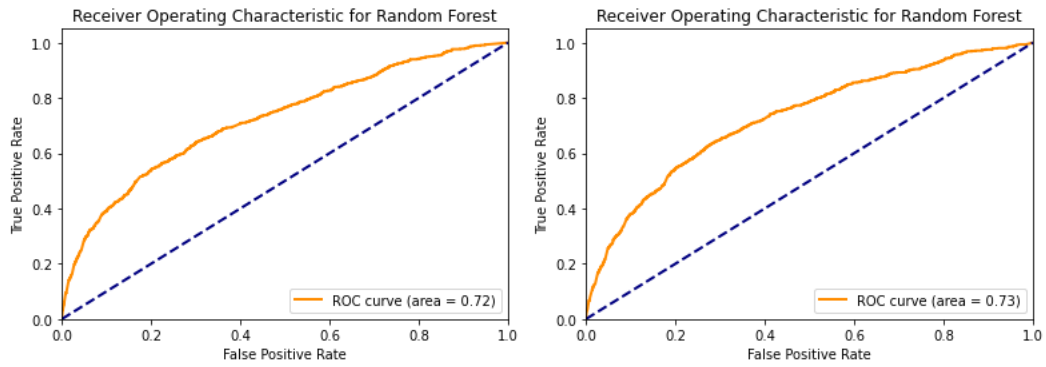 Receiver Operating Characteristic for Random Forest
1.0
0.8
0.6
0.4
0.2
0.0
True Positive Rate
ROC curve (area = 0.72)
0.0 0.2 0.4 0.6 0.8 1.0
False Positive Rate
Receiver Operating Characteristic for Random Forest
1.0
0.8
0.6
0.4
0.2
0.0
True Positive Rate
ROC curve (area = 0.73)
0.0 0.2 0.4 0.6 0.8 1.0
False Positive Rate